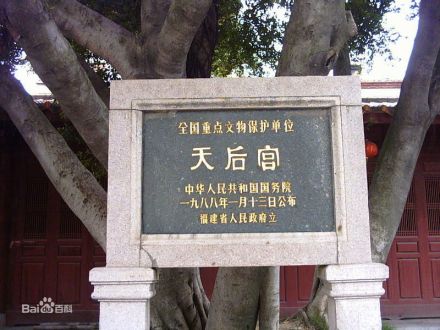 全国重点文物保护单位
天后宫
中华人民共和国国务院
一九八八年一月十三日公布
福建省人民政府立
Bai百科